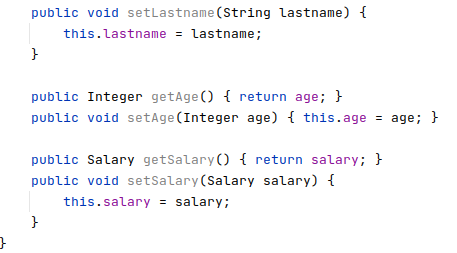 public void setLastname(String lastname) {
this.lastname = lastname;
}
public Integer getAge() { return age; }
public void setAge(Integer age) { this.age = age; }
public Salary getSalary() { return salary; }
public void setSalary(Salary salary) {
this.salary = salary;
}
}